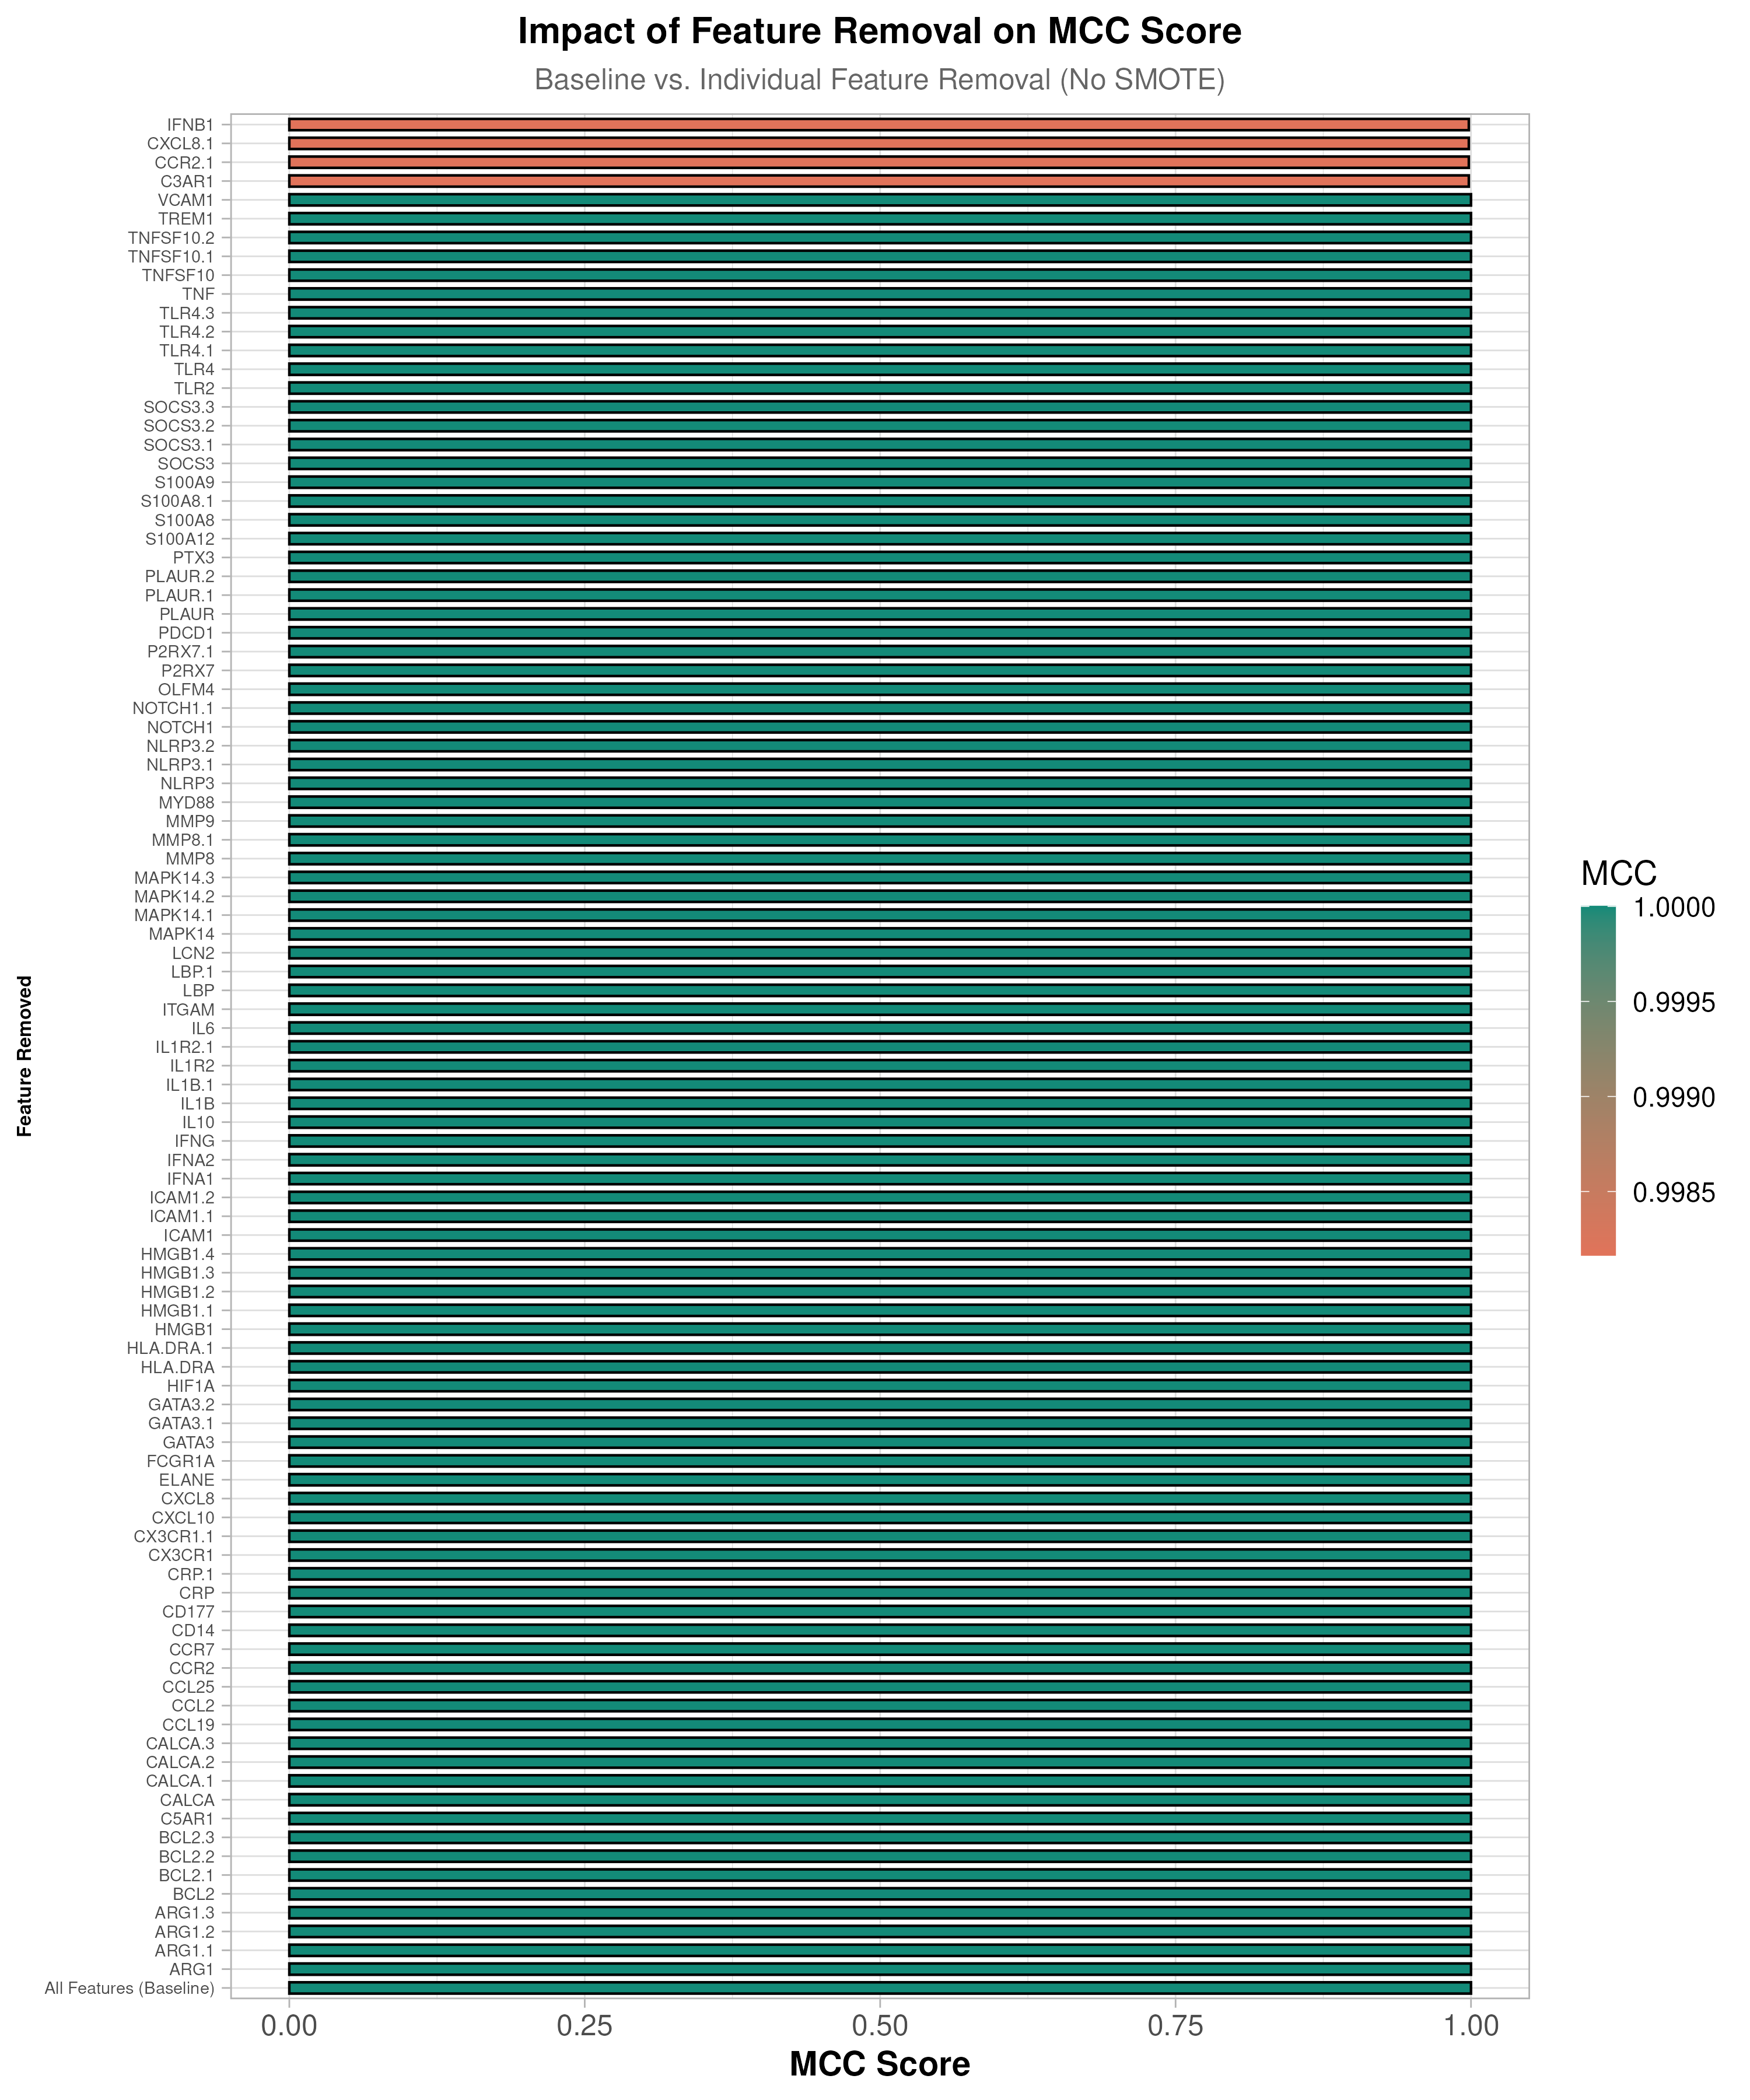 Impact of Feature Removal on MCC Score
Baseline vs. Individual Feature Removal (No SMOTE)
IFNB1
CXCL8.1
CCR2.1
C3AR1
VCAM1
TREM1
TNFSF10.2
TNFSF10.1
TNFSF10
TNF
TLR4.3
TLR4.2
TLR4.1
TLR4
TLR2
SOCS3.3
SOCS3.2
SOCS3.1
SOCS3
S100A9
S100A8.1
S100A8
S100A12
PTX3
PLAUR.2
PLAUR.1
PLAUR
PDCD1
P2RX7.1
P2RX7
OLFM4
NOTCH1.1
NOTCH1
NLRP3.2
NLRP3.1
NLRP3
MYD88
MMP9
MMP8.1
MMP8
MAPK14.3
MAPK14.2
MAPK14.1
MAPK14
LCN2
LBP.1
LBP
ITGAM
IL6
IL1R2.1
IL1R2
IL1B.1
IL1B
IL10
IFNG
IFNA2
IFNA1
ICAM1.2
ICAM1.1
ICAM1
HMGB1.4
HMGB1.3
HMGB1.2
HMGB1.1
HMGB1
HLA.DRA.1
HLA.DRA
HIF1A
GATA3.2
GATA3.1
GATA3
FCGR1A
ELANE
CXCL8
CXCL10
CX3CR1.1
CX3CR1
CRP.1
CRP
CD177
CD14
CCR7
CCR2
CCL25
CCL2
CCL19
CALCA.3
CALCA.2
CALCA.1
CALCA
C5AR1
BCL2.3
BCL2.2
BCL2.1
BCL2
ARG1.3
ARG1.2
ARG1.1
ARG1
All Features (Baseline)
Feature Removed
0.00 0.25 0.50 0.75 1.00
MCC Score
MCC
1.0000
0.9995
0.9990
0.9985